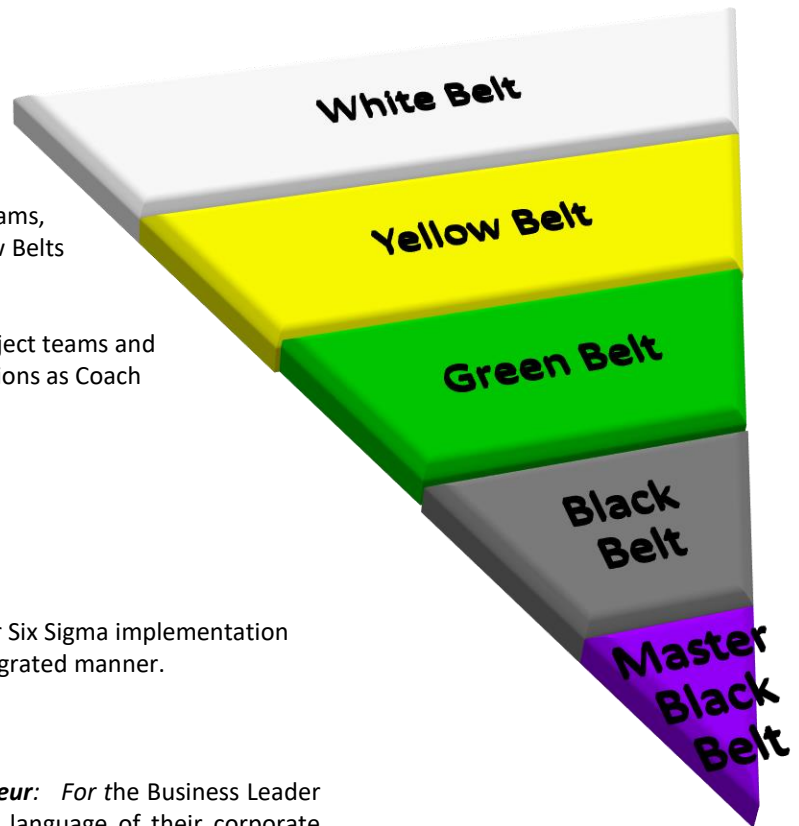 White Belt
Yellow Belt
ams,
Belts
ject teams and
ions as Coach
Green Belt
Black
Belt
Six Sigma implementation
grated manner.
Master
Black
Belt
eur: For the Business Leader
language of their corporate